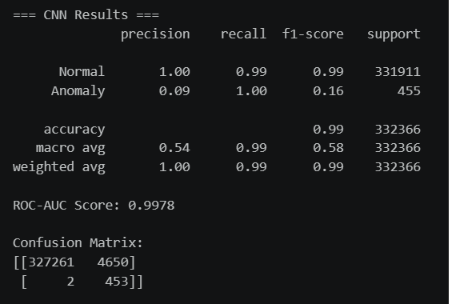 === CNN Results ===
precision recall f1-score support
Normal 1.00 0.99 0.99 331911
Anomaly 0.09 1.00 0.16 455
accuracy 0.99 332366
macro avg 0.54 0.99 0.58 332366
weighted avg 1.00 0.99 0.99 332366
ROC-AUC Score: 0.9978
Confusion Matrix:
[[327261 4650]
[ 2 453]]